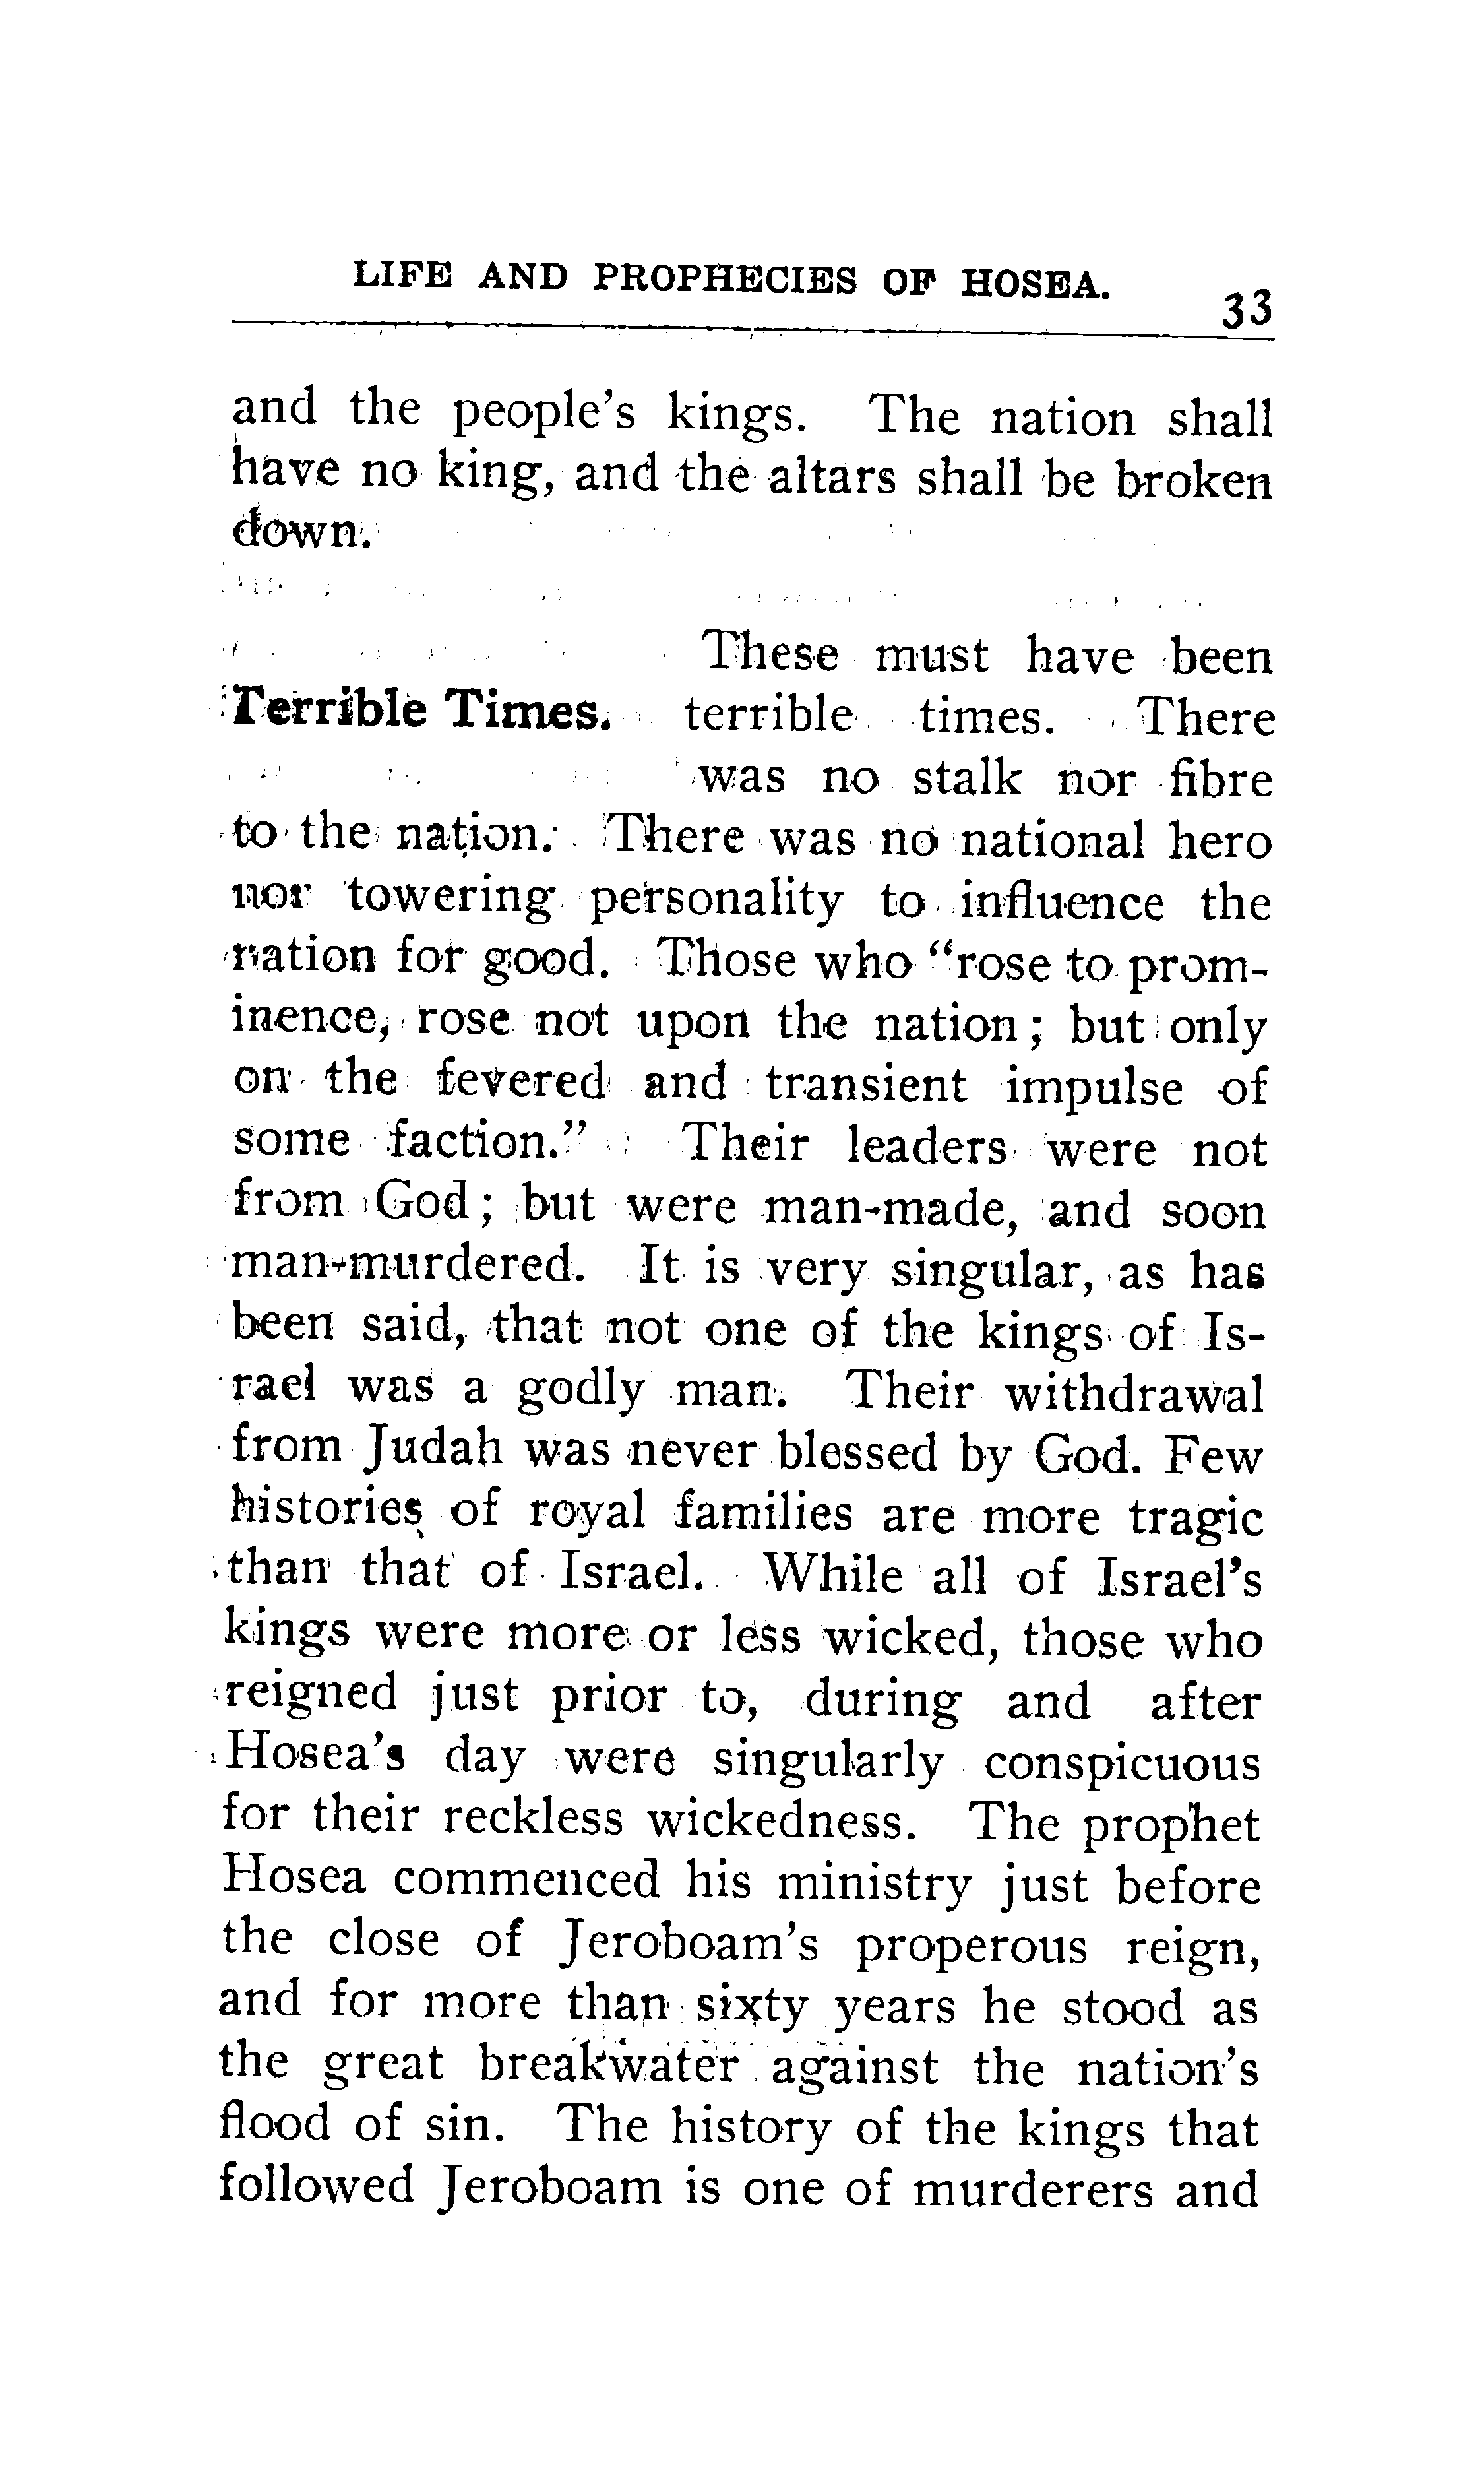 LIFE AND PROPHECIES OF HOSEA. 33
and the people's kings. The nation shall
have no king, and the altars shall be broken
down.
These must have been
Terrible Times. terrible times. There
was no stalk nor fibre
to the nation. There was no national hero
nor towering personality to influence the
nation for good. Those who "rose to prom-
inence, rose not upon the nation; but only
on the fevered and transient impulse of
some faction." Their leaders were not
from God; but were man-made, and soon
man-murdered. It is very singular, as has
been said, that not one of the kings of Is-
rael was a godly man. Their withdrawal
from Judah was never blessed by God. Few
histories of royal families are more tragic
than that of Israel. While all of Israel's
kings were more or less wicked, those who
reigned just prior to, during and after
Hosea's day were singularly conspicuous
for their reckless wickedness. The prophet
Hosea commenced his ministry just before
the close of Jeroboam's properous reign,
and for more than sixty years he stood as
the great breakwater against the nation's
flood of sin. The history of the kings that
followed Jeroboam is one of murderers and